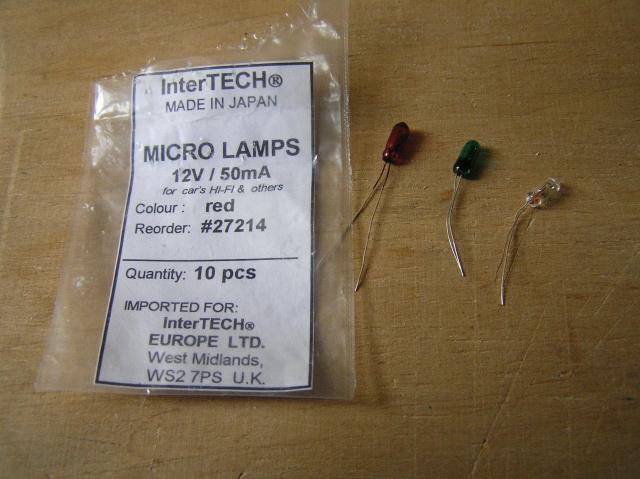 InterTECH®
MADE IN JAPAN
MICRO LAMPS
12V / 50mA
for car's HI-FI & others
Colour : red
Reorder: #27214
Quantity: 10 pcs
IMPORTED FOR:
InterTECH®
EUROPE LTD.
West Midlands,
WS2 7PS U.K.